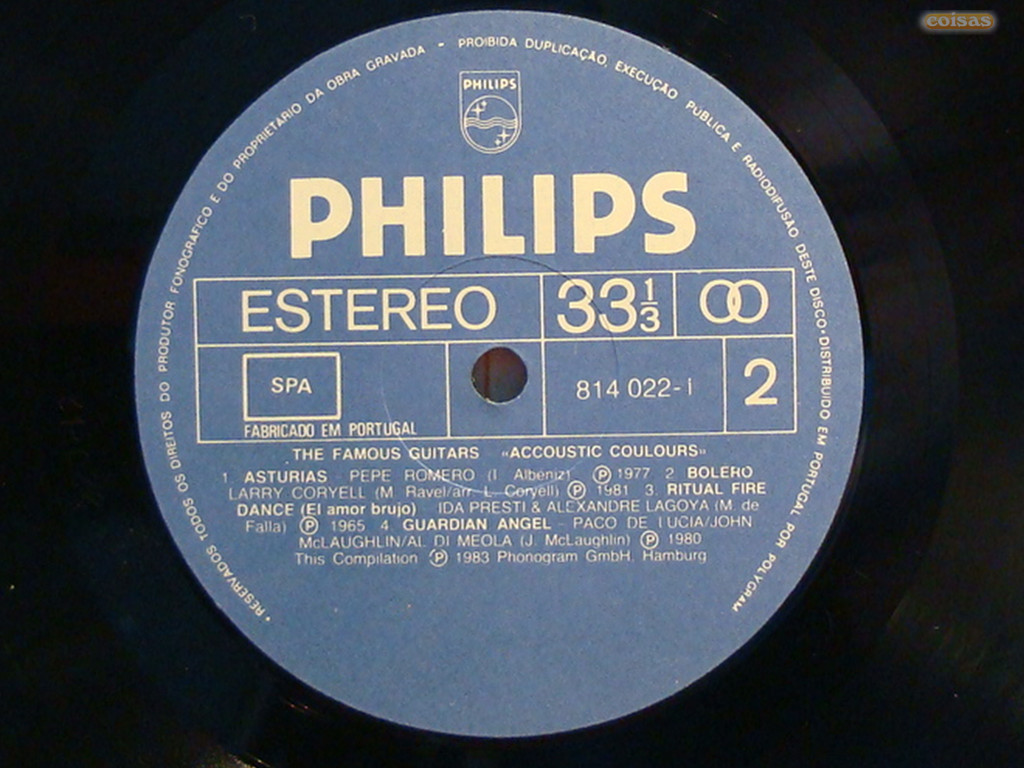 coisas
• RESERVADOS TODOS OS DIREITOS DO PRODUTOR FONOGRAFICO E DO PROPRIETARIO DA OBRA GRAVADA - PROIBIDA DUPLICAÇÃO, EXECUÇÃO PUBLICA E RADIODIFUSAO DESTE DISCO • DISTRIBUIDO EM PORTUGAL POR POLYGRAM
PHILIPS
PHILIPS
ESTEREO 33 1/3
SPA 814 022-1 2
FABRICADO EM PORTUGAL
THE FAMOUS GUITARS «ACCOUSTIC COULOURS»
1 ASTURIAS - PEPE ROMERO (I Albeniz) Ⓟ 1977 2 BOLERO
LARRY CORYELL (M. Ravel/arr. L. Coryell) Ⓟ 1981 3. RITUAL FIRE
DANCE (El amor brujo) - IDA PRESTI & ALEXANDRE LAGOYA (M. de
Falla) Ⓟ 1965 4 GUARDIAN ANGEL - PACO DE LUCIA/JOHN
McLAUGHLIN/AL DI MEOLA (J. McLaughlin) Ⓟ 1980
This Compilation Ⓟ 1983 Phonogram GmbH. Hamburg